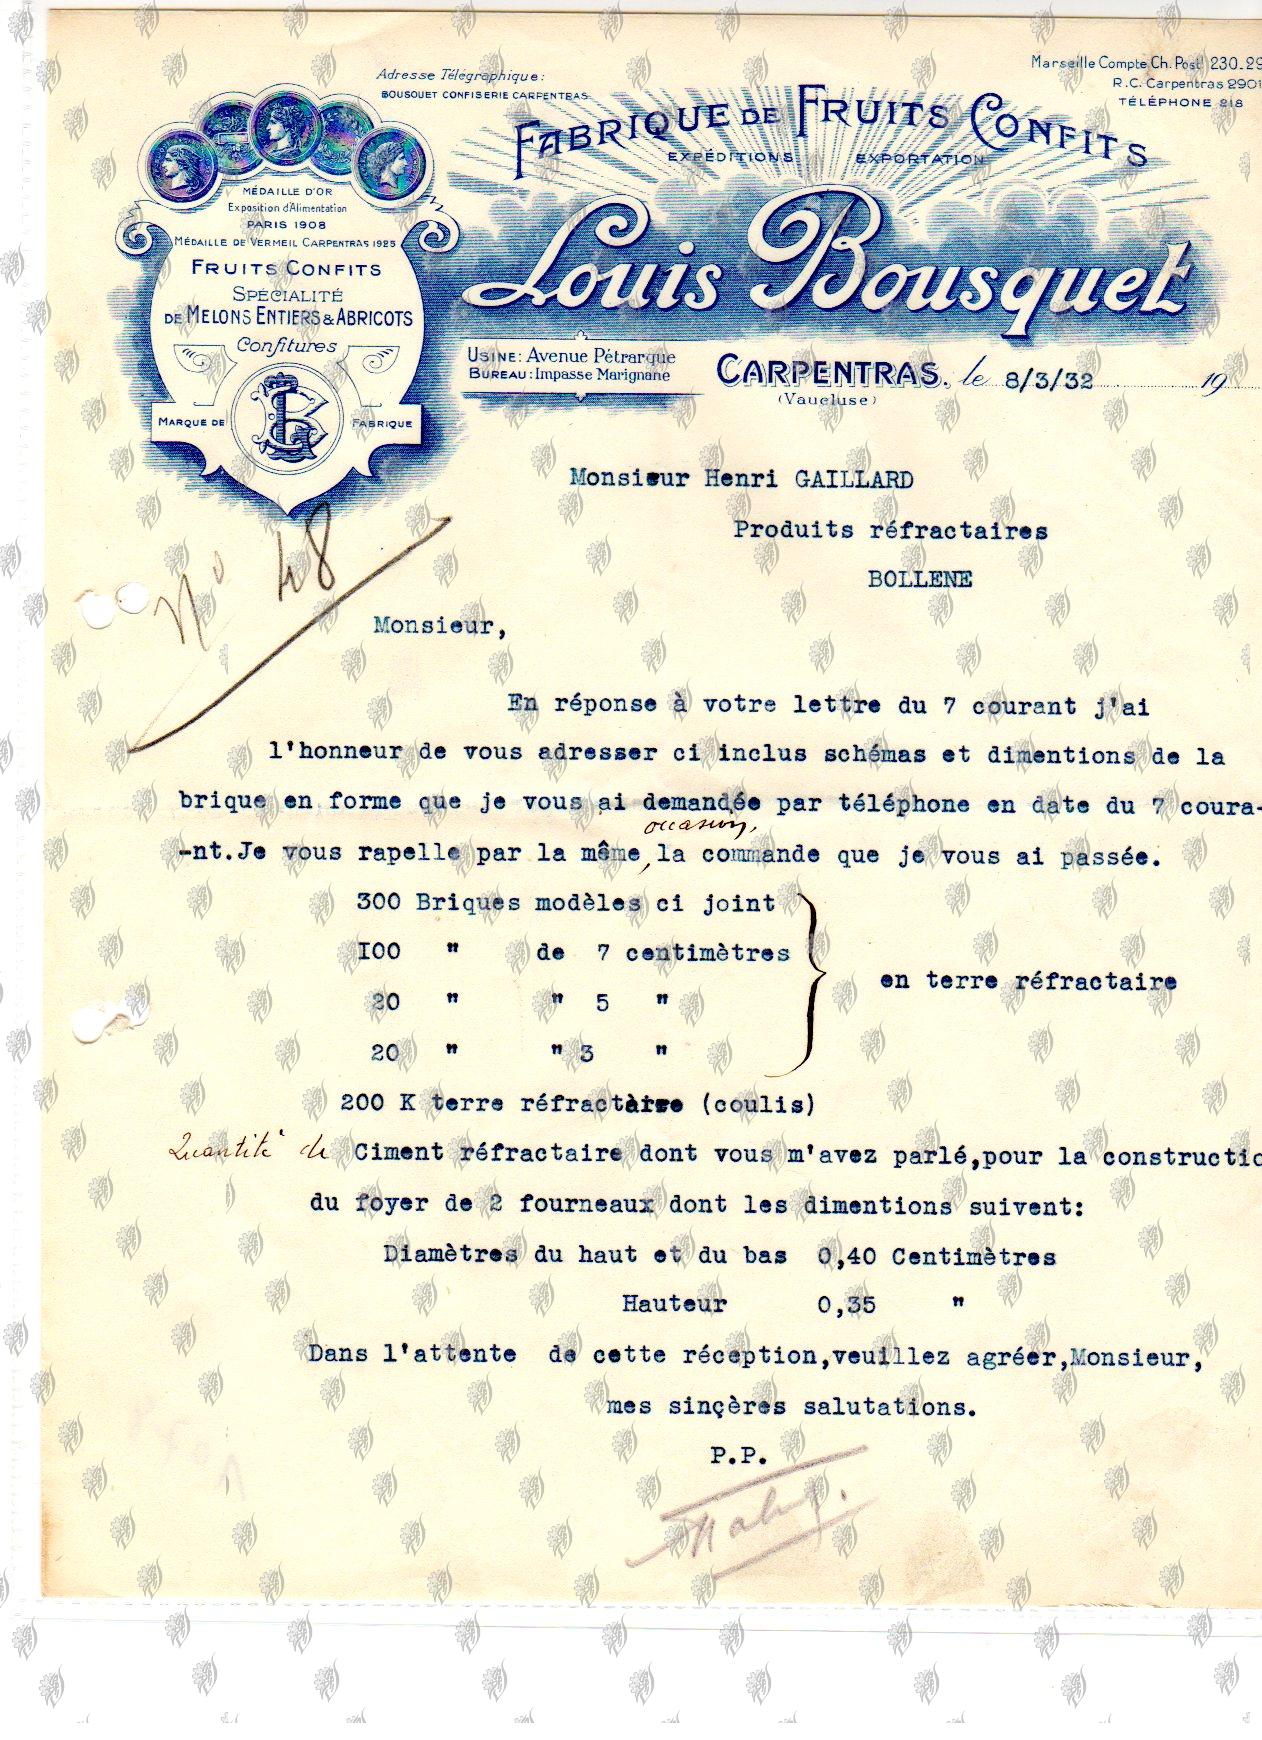 Adresse Télégraphique:
BOUSQUET CONFISERIE CARPENTRAS
Marseille Compte Ch. Post 230.29
R.C. Carpentras 2901
TÉLÉPHONE 218
FABRIQUE DE FRUITS CONFITS
EXPÉDITIONS EXPORTATION
Louis Bousquet
MÉDAILLE D'OR
Exposition d'Alimentation
PARIS 1908
MÉDAILLE DE VERMEIL CARPENTRAS 1925
FRUITS CONFITS
SPÉCIALITÉ
DE MELONS ENTIERS & ABRICOTS
Confitures
MARQUE DE FABRIQUE
USINE: Avenue Pétrarque
BUREAU: Impasse Marignane
CARPENTRAS, le 8/3/32 19
(Vaucluse)
Monsieur Henri GAILLARD
Produits réfractaires
BOLLENE
No 48
Monsieur,
En réponse à votre lettre du 7 courant j'ai
l'honneur de vous adresser ci inclus schémas et dimentions de la
brique en forme que je vous ai demandée par téléphone en date du 7 coura-
occasion,
-nt.Je vous rapelle par la même, la commande que je vous ai passée.
300 Briques modèles ci joint
I00 " de 7 centimètres
20 " " 5 "
20 " " 3 "
en terre réfractaire
200 K terre réfractàire (coulis)
Quantité de Ciment réfractaire dont vous m'avez parlé,pour la constructio
du foyer de 2 fourneaux dont les dimentions suivent:
Diamètres du haut et du bas 0,40 Centimètres
Hauteur 0,35 "
Dans l'attente de cette réception,veuillez agréer,Monsieur,
mes sinçères salutations.
P.P.